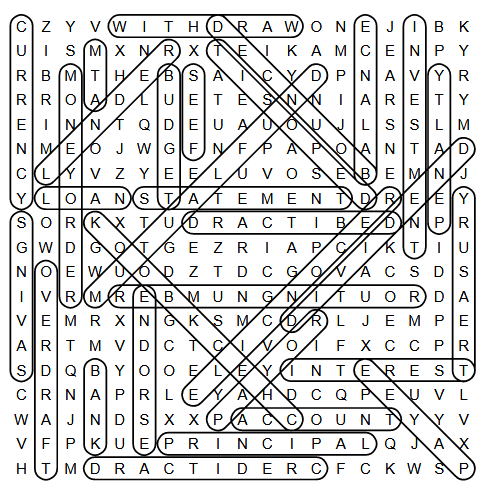 C Z Y V W I T H D R A W O N E J I B K
U I S M X N R X T E I K A M C E N P Y
R B M T H E B S A I C Y D P N A V Y R
R R O A D L U E T E S N N I A R E T Y
E I N N T Q D E U A U O U J L S S L M
N M E O J W G F N F P A P O A N T A D
C L Y V Z Y E E L U V O S E B E M N J
Y L O A N S T A T E M E N T D R E E Y
S O R K X T U D R A C T I B E D N P R
G W D G O T G E Z R I A P C I K T I U
N O E W U O D Z T D C G O V A C S D S
I V R M R E B M U N G N I T U O R D A
V E M R X N G K S M C D R L J E M P E
A R T M V D C T C I V O I F X C C P R
S D Q B Y O O E L E Y I N T E R E S T
C R N A P R L E Y A H D C Q P E U V L
W A J N D S X X P A C C O U N T Y Y V
V F P K U E P R I N C I P A L Q J A X
H T M D R A C T I D E R C F C K W S P